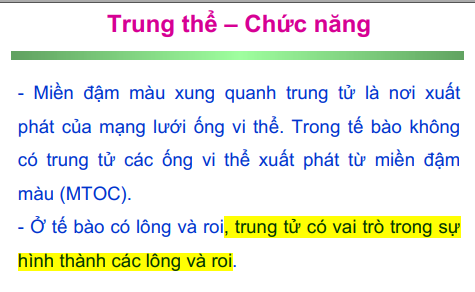 Trung thể – Chức năng
- Miền đậm màu xung quanh trung tử là nơi xuất
phát của mạng lưới ống vi thể. Trong tế bào không
có trung tử các ống vi thể xuất phát từ miền đậm
màu (MTOC).
- Ở tế bào có lông và roi, trung tử có vai trò trong sự
hình thành các lông và roi.